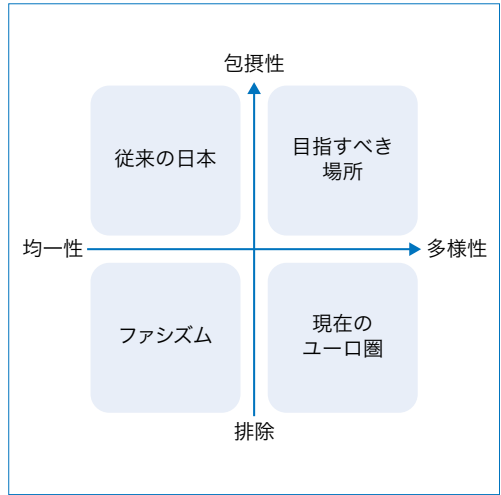 包摂性
従来の日本
目指すべき
場所
均一性
多様性
ファシズム
現在の
ユーロ圏
排除